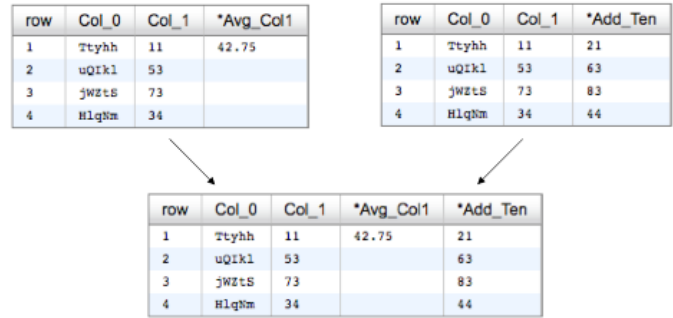 row Col_0 Col_1 *Avg_Col1
1 Ttyhh 11 42.75
2 uQIkl 53
3 jWZtS 73
4 HlqNm 34
row Col_0 Col_1 *Add_Ten
1 Ttyhh 11 21
2 uQIkl 53 63
3 jWZtS 73 83
4 HlqNm 34 44
row Col_0 Col_1 *Avg_Col1 *Add_Ten
1 Ttyhh 11 42.75 21
2 uQIkl 53 63
3 jWZtS 73 83
4 HlqNm 34 44